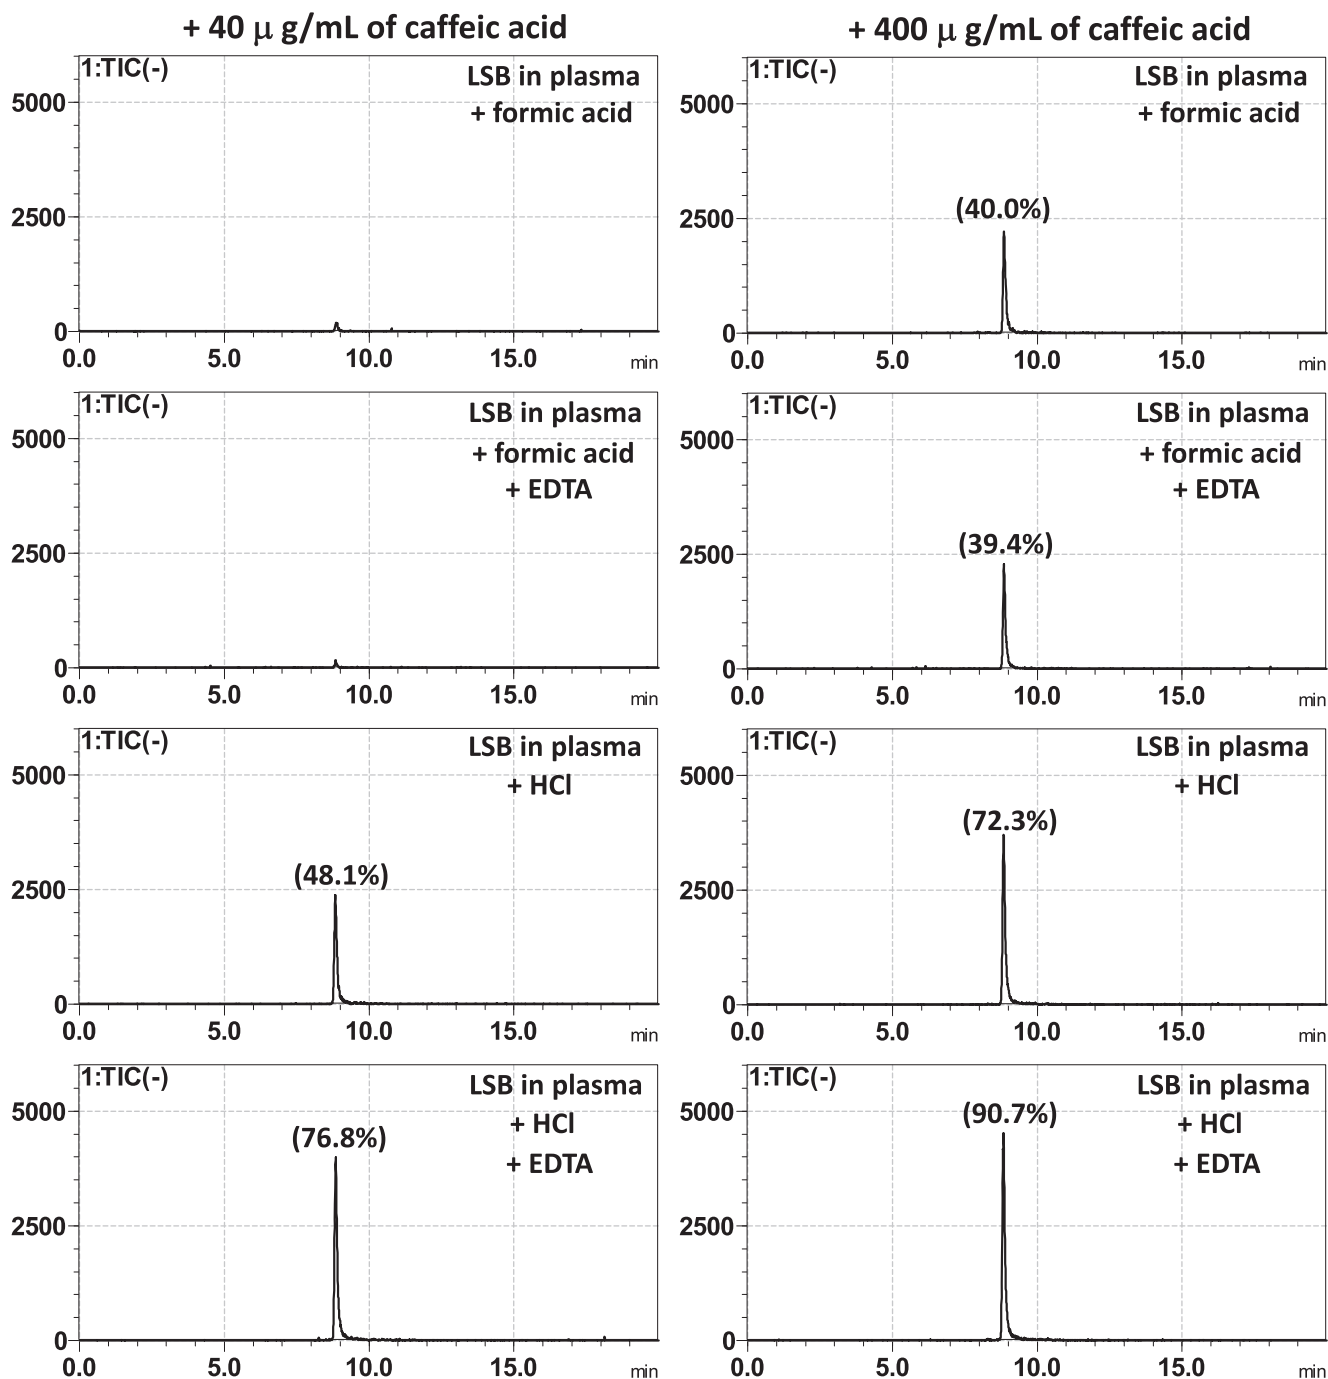 + 40 μ g/mL of caffeic acid
1:TIC(-)
LSB in plasma
+ formic acid
5000
2500
0
0.0 5.0 10.0 15.0 min
1:TIC(-)
LSB in plasma
+ formic acid
+ EDTA
5000
2500
0
0.0 5.0 10.0 15.0 min
1:TIC(-)
LSB in plasma
+ HCl
5000
(48.1%)
2500
0
0.0 5.0 10.0 15.0 min
1:TIC(-)
LSB in plasma
+ HCl
+ EDTA
5000
(76.8%)
2500
0
0.0 5.0 10.0 15.0 min
+ 400 μ g/mL of caffeic acid
1:TIC(-)
LSB in plasma
+ formic acid
5000
(40.0%)
2500
0
0.0 5.0 10.0 15.0 min
1:TIC(-)
LSB in plasma
+ formic acid
+ EDTA
5000
(39.4%)
2500
0
0.0 5.0 10.0 15.0 min
1:TIC(-)
LSB in plasma
+ HCl
5000
(72.3%)
2500
0
0.0 5.0 10.0 15.0 min
1:TIC(-)
LSB in plasma
+ HCl
+ EDTA
5000
(90.7%)
2500
0
0.0 5.0 10.0 15.0 min